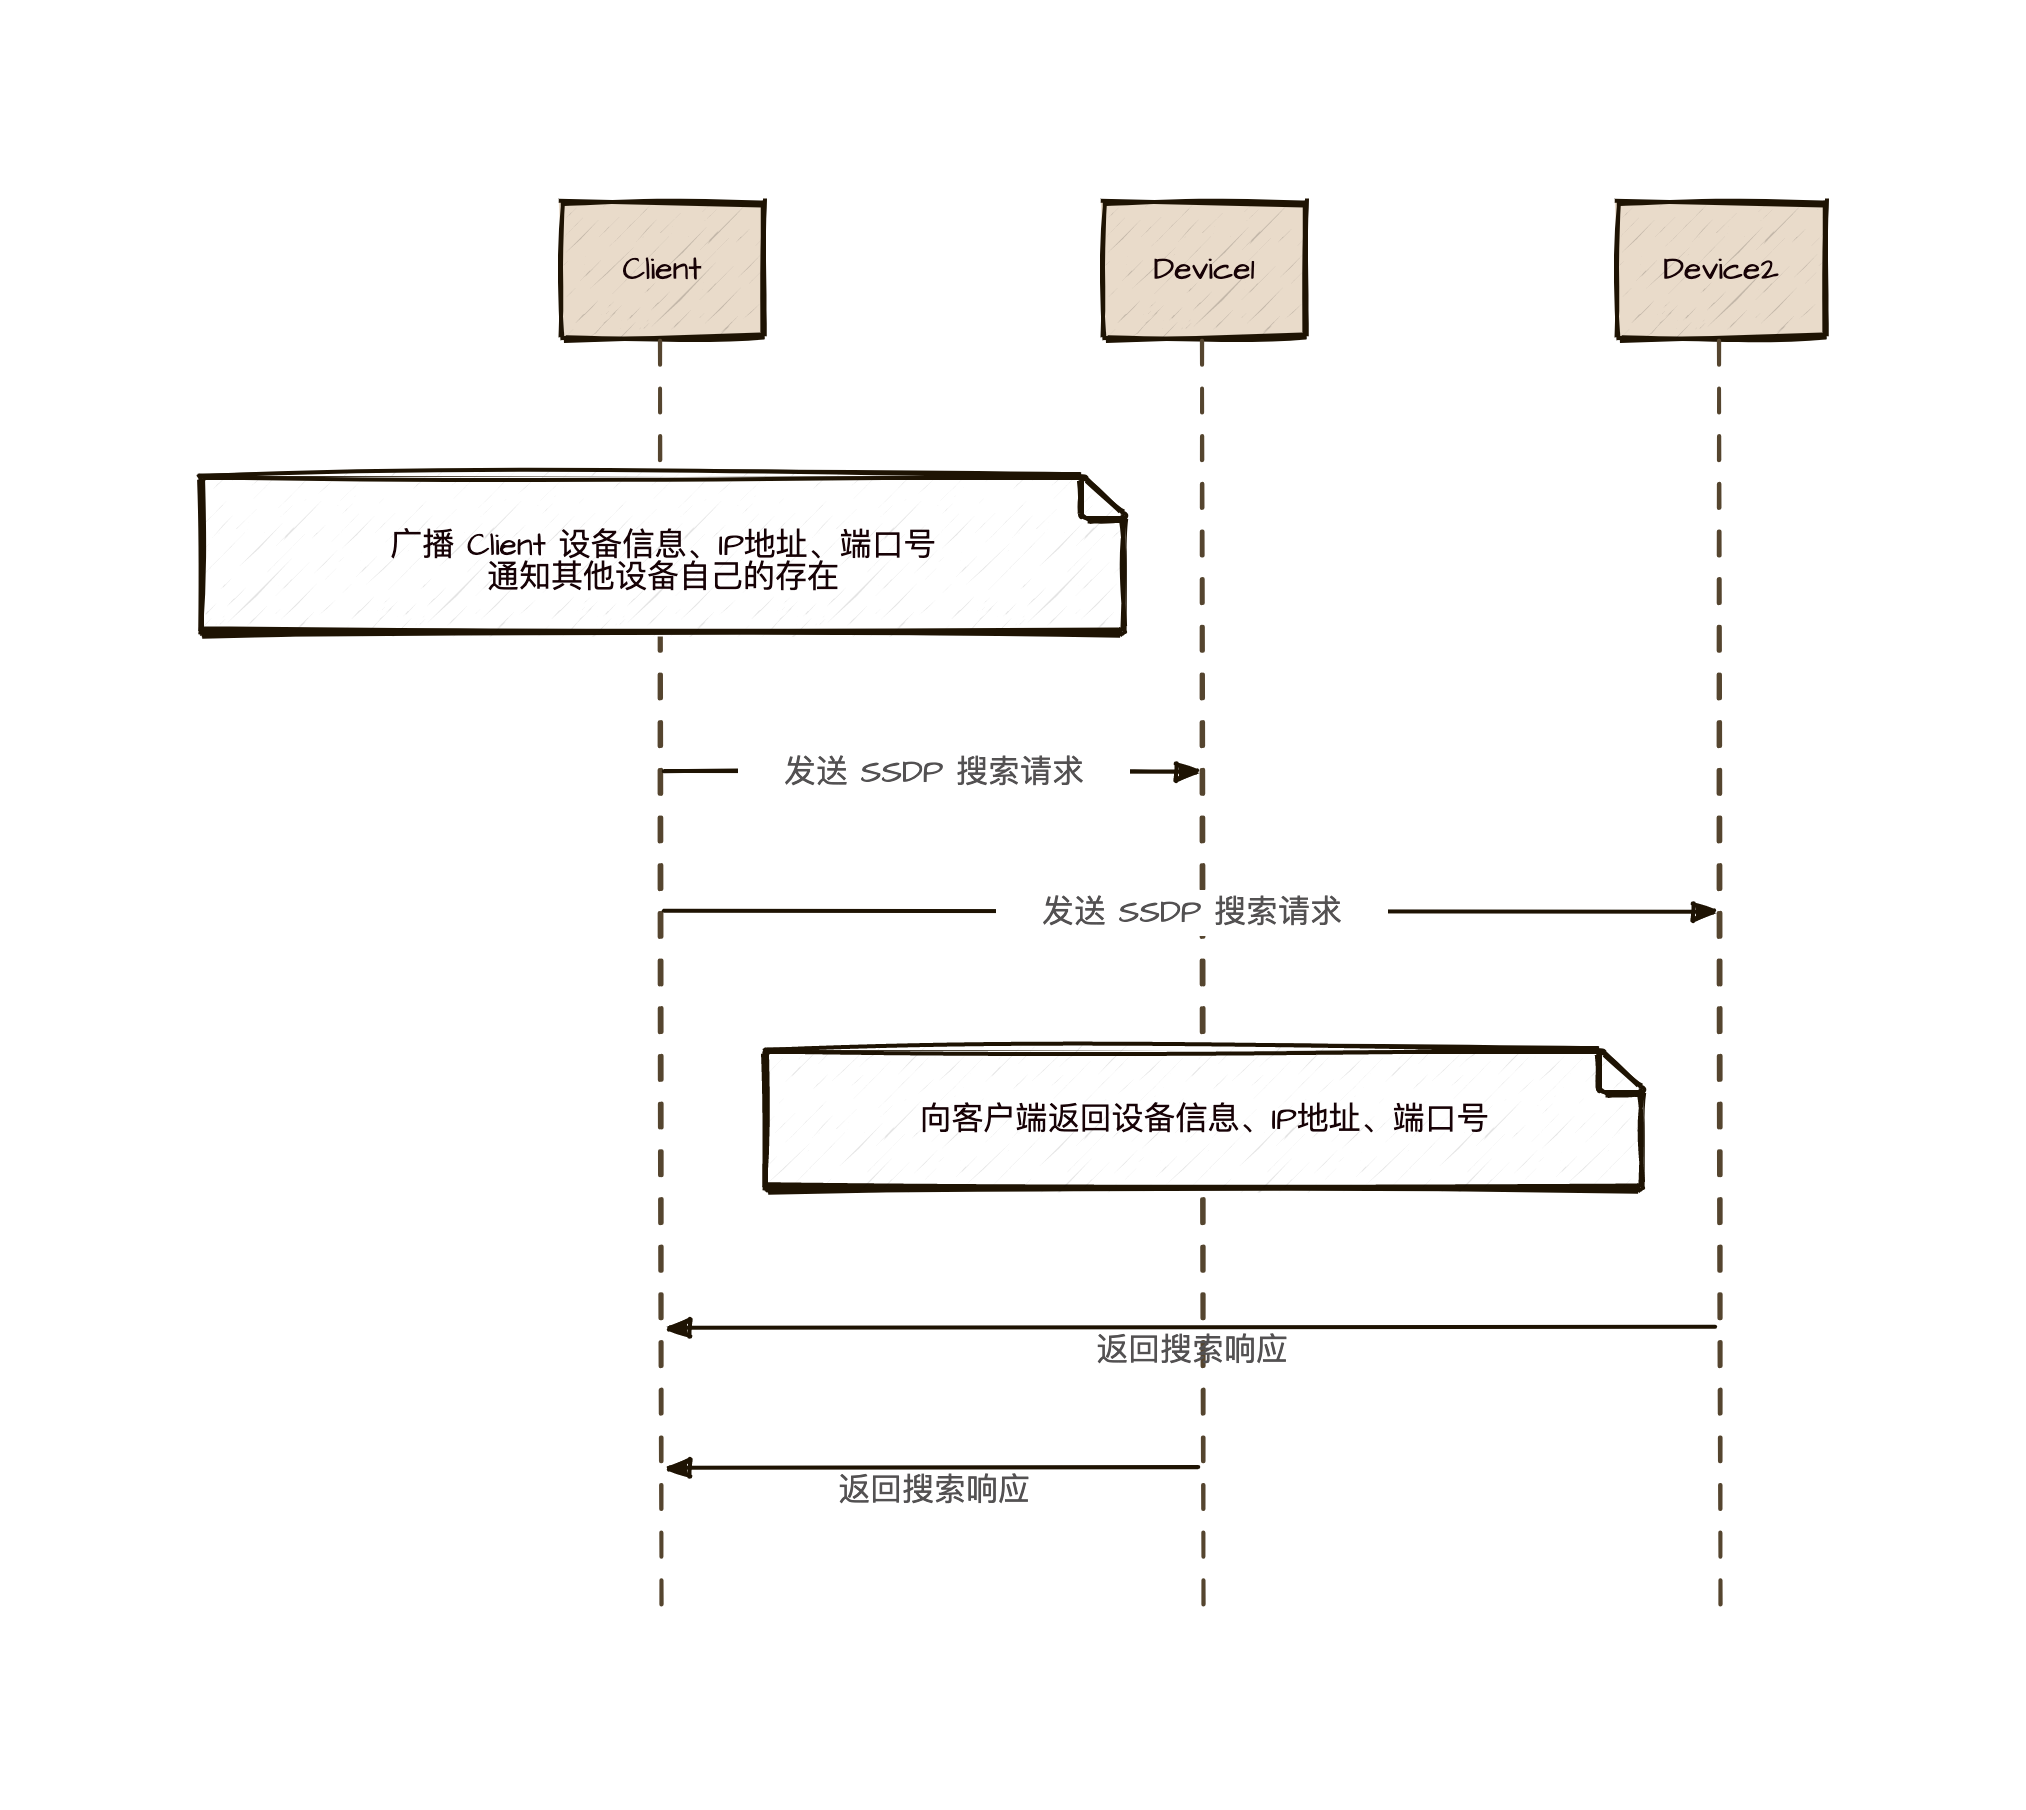 Client
Device1
Device2
广播 Client 设备信息、IP地址、端口号
通知其他设备自己的存在
发送 SSDP 搜索请求
发送 SSDP 搜索请求
向客户端返回设备信息、IP地址、端口号
返回搜索响应
返回搜索响应